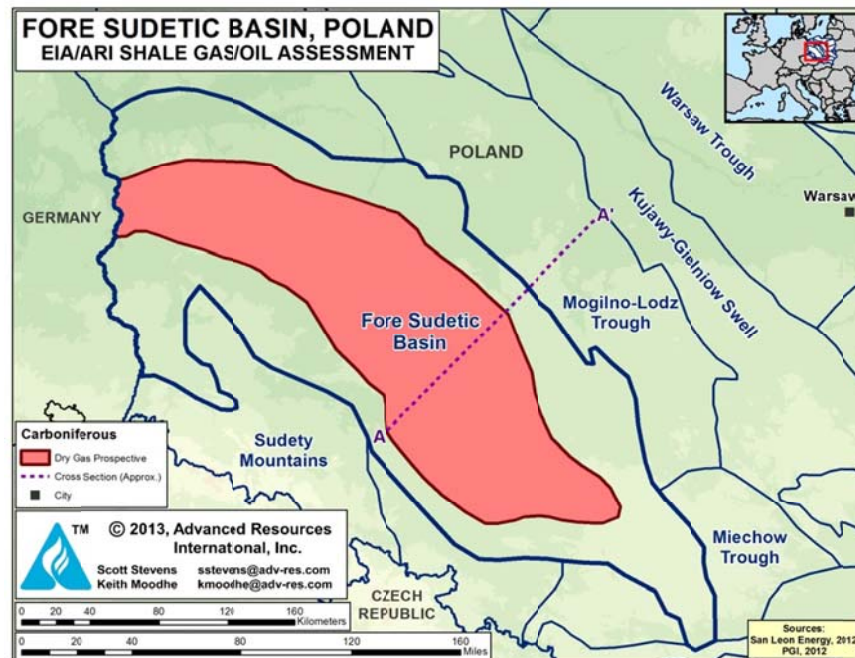 FORE SUDETIC BASIN, POLAND
EIA/ARI SHALE GAS/OIL ASSESSMENT
POLAND
Warsaw Trough
Warsaw
GERMANY
A'
Kujawy-Gielniow Swell
Mogilno-Lodz
Trough
Fore Sudetic
Basin
A
Sudety
Mountains
Carboniferous
Dry Gas Prospective
Cross Section (Approx.)
City
TM
© 2013, Advanced Resources
International, Inc.
Scott Stevens sstevens@adv-res.com
Keith Moodhe kmoodhe@adv-res.com
Miechow
Trough
CZECH
REPUBLIC
0 20 40 80 120 160
Kilometers
0 20 40 80 120 160
Miles
Sources:
San Leon Energy, 2012
PGI, 2012